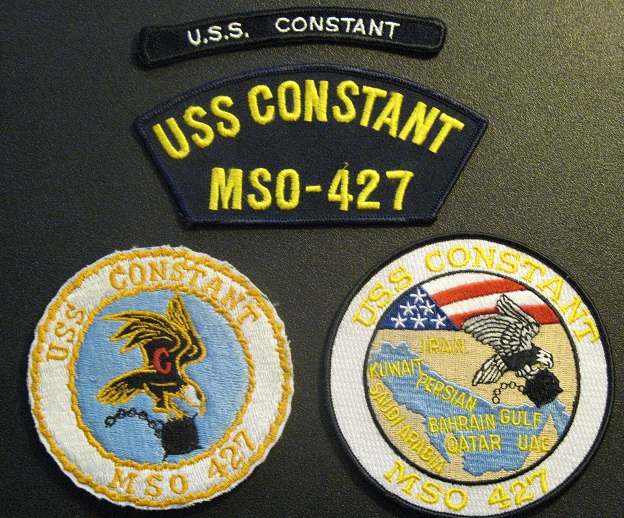 U.S.S. CONSTANT
USS CONSTANT
MSO-427
USS. CONSTANT
C
MSO 427
USS CONSTANT
IRAN
KUWAIT
PERSIAN
GULF
SAUDI ARABIA
BAHRAIN
QATAR
UAE
MSO 427